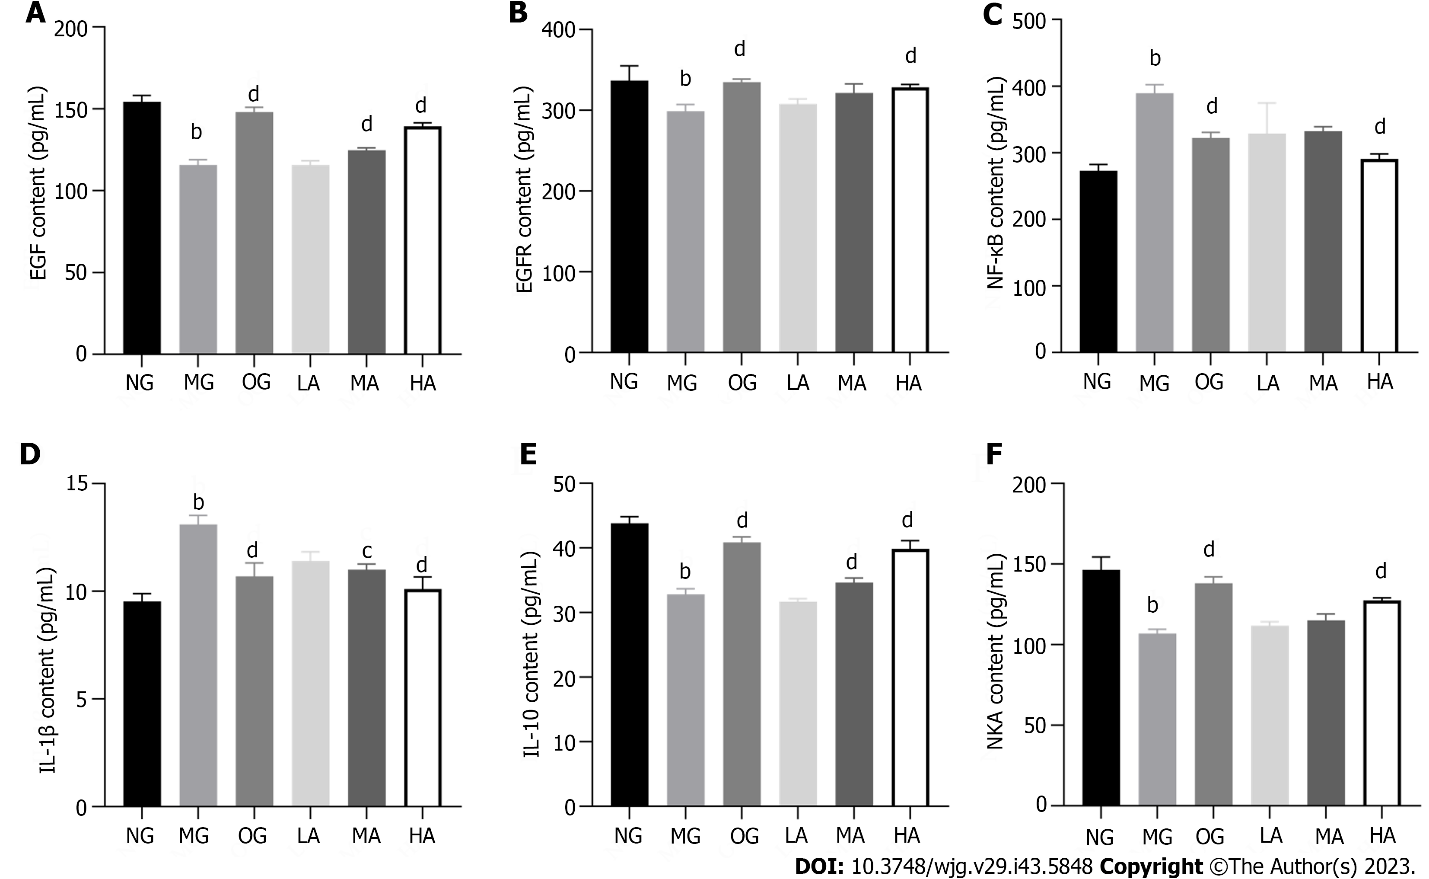 A
EGF content (pg/mL)
200
150
100
50
0
b
d
d
d
NG MG OG LA MA HA
B
EGFR content (pg/mL)
400
300
200
100
0
b
d
d
NG MG OG LA MA HA
C
NF-κB content (pg/mL)
500
400
300
200
100
0
b
d
d
NG MG OG LA MA HA
D
IL-1β content (pg/mL)
15
10
5
0
b
d
c
d
NG MG OG LA MA HA
E
IL-10 content (pg/mL)
50
40
30
20
10
0
b
d
d
d
NG MG OG LA MA HA
F
NKA content (pg/mL)
200
150
100
50
0
b
d
d
NG MG OG LA MA HA
DOI: 10.3748/wjg.v29.i43.5848 Copyright ©The Author(s) 2023.